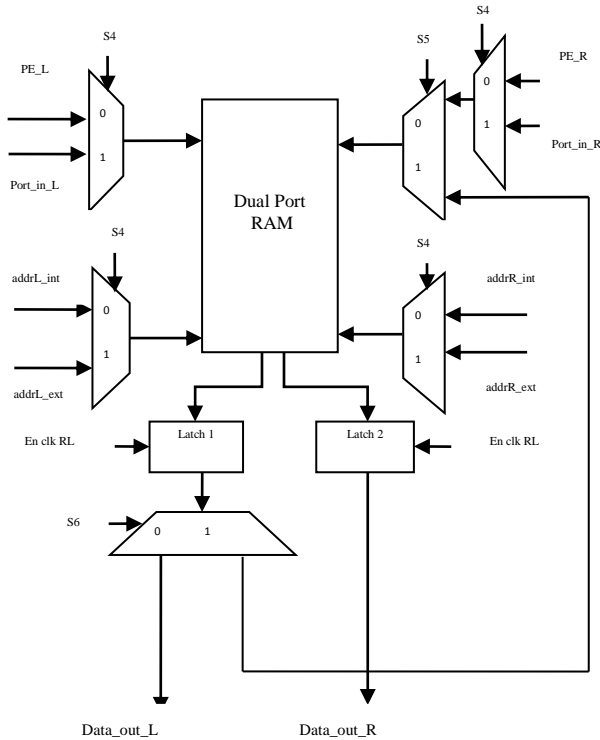 S4
S4
S5
PE_L
PE_R
0
0
0
1
1
1
Port_in_L
Port_in_R
Dual Port
RAM
S4
S4
addrL_int
addrR_int
0
0
1
1
addrL_ext
addrR_ext
En clk RL
Latch 1
Latch 2
En clk RL
S6
0
1
Data_out_L
Data_out_R